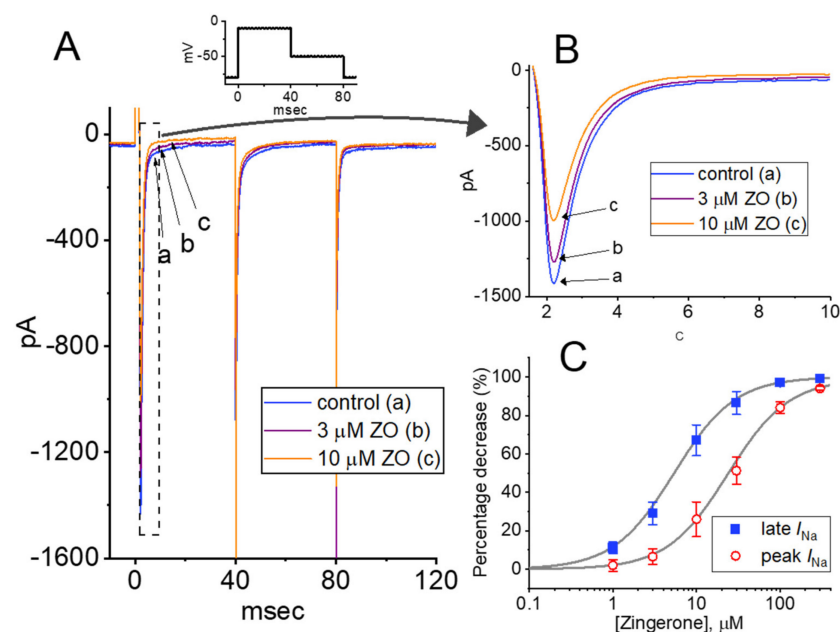 A
0
-50
mV
0
40
80
msec
0
-400
-800
-1200
-1600
pA
a
b
c
control (a)
3 μM ZO (b)
10 μM ZO (c)
0
40
80
120
msec
B
0
-500
-1000
-1500
pA
c
b
a
control (a)
3 μM ZO (b)
10 μM ZO (c)
2
4
6
8
10
c
C
100
80
60
40
20
0
Percentage decrease (%)
late INa
peak INa
0.1
1
10
100
[Zingerone], μM